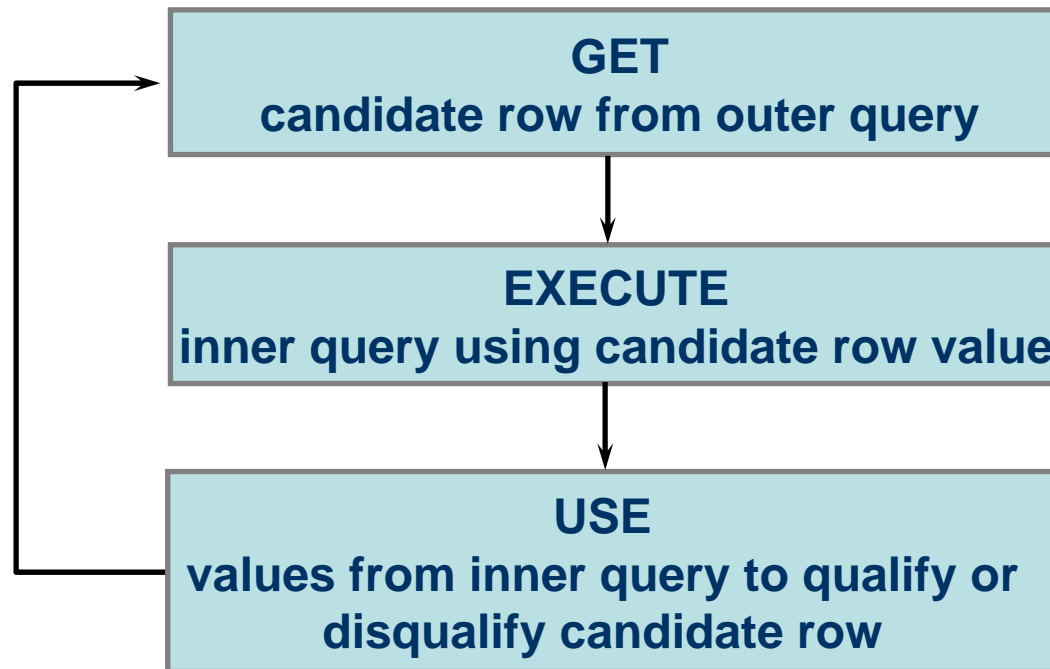 GET
candidate row from outer query
EXECUTE
inner query using candidate row value
USE
values from inner query to qualify or
disqualify candidate row